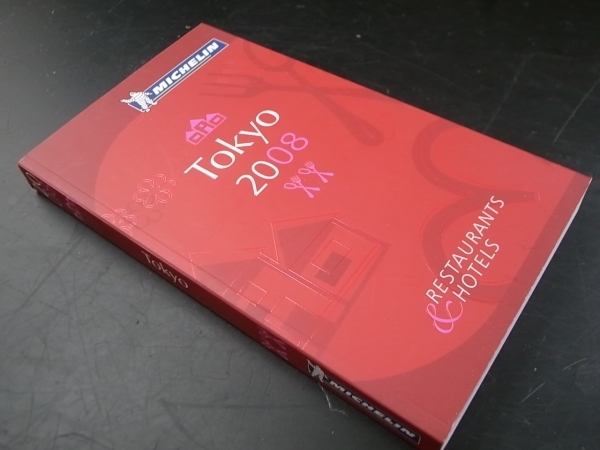 MICHELIN
Tokyo
2008
RESTAURANTS
& HOTELS
Tokyo
MICHELIN